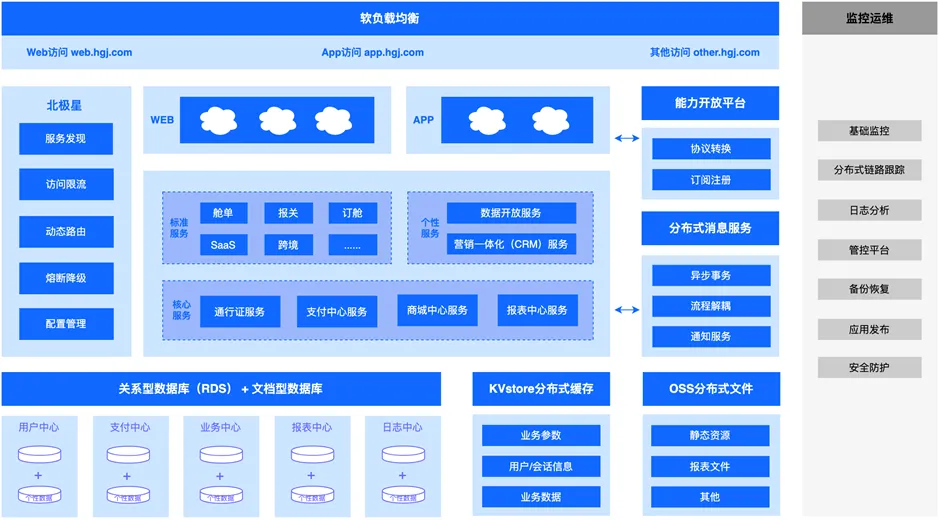 软负载均衡
Web访问 web.hgj.com
App访问 app.hgj.com
其他访问 other.hgj.com
北极星
服务发现
访问限流
动态路由
熔断降级
配置管理
WEB
APP
标准
服务
舱单
报关
订舱
SaaS
跨境
......
个性
服务
数据开放服务
营销一体化（CRM）服务
核心
服务
通行证服务
支付中心服务
商城中心服务
报表中心服务
能力开放平台
协议转换
订阅注册
分布式消息服务
异步事务
流程解耦
通知服务
关系型数据库（RDS） + 文档型数据库
用户中心
+
个性数据
支付中心
+
个性数据
业务中心
+
个性数据
报表中心
+
个性数据
日志中心
+
个性数据
KVstore分布式缓存
业务参数
用户/会话信息
业务数据
OSS分布式文件
静态资源
报表文件
其他
监控运维
基础监控
分布式链路跟踪
日志分析
管控平台
备份恢复
应用发布
安全防护